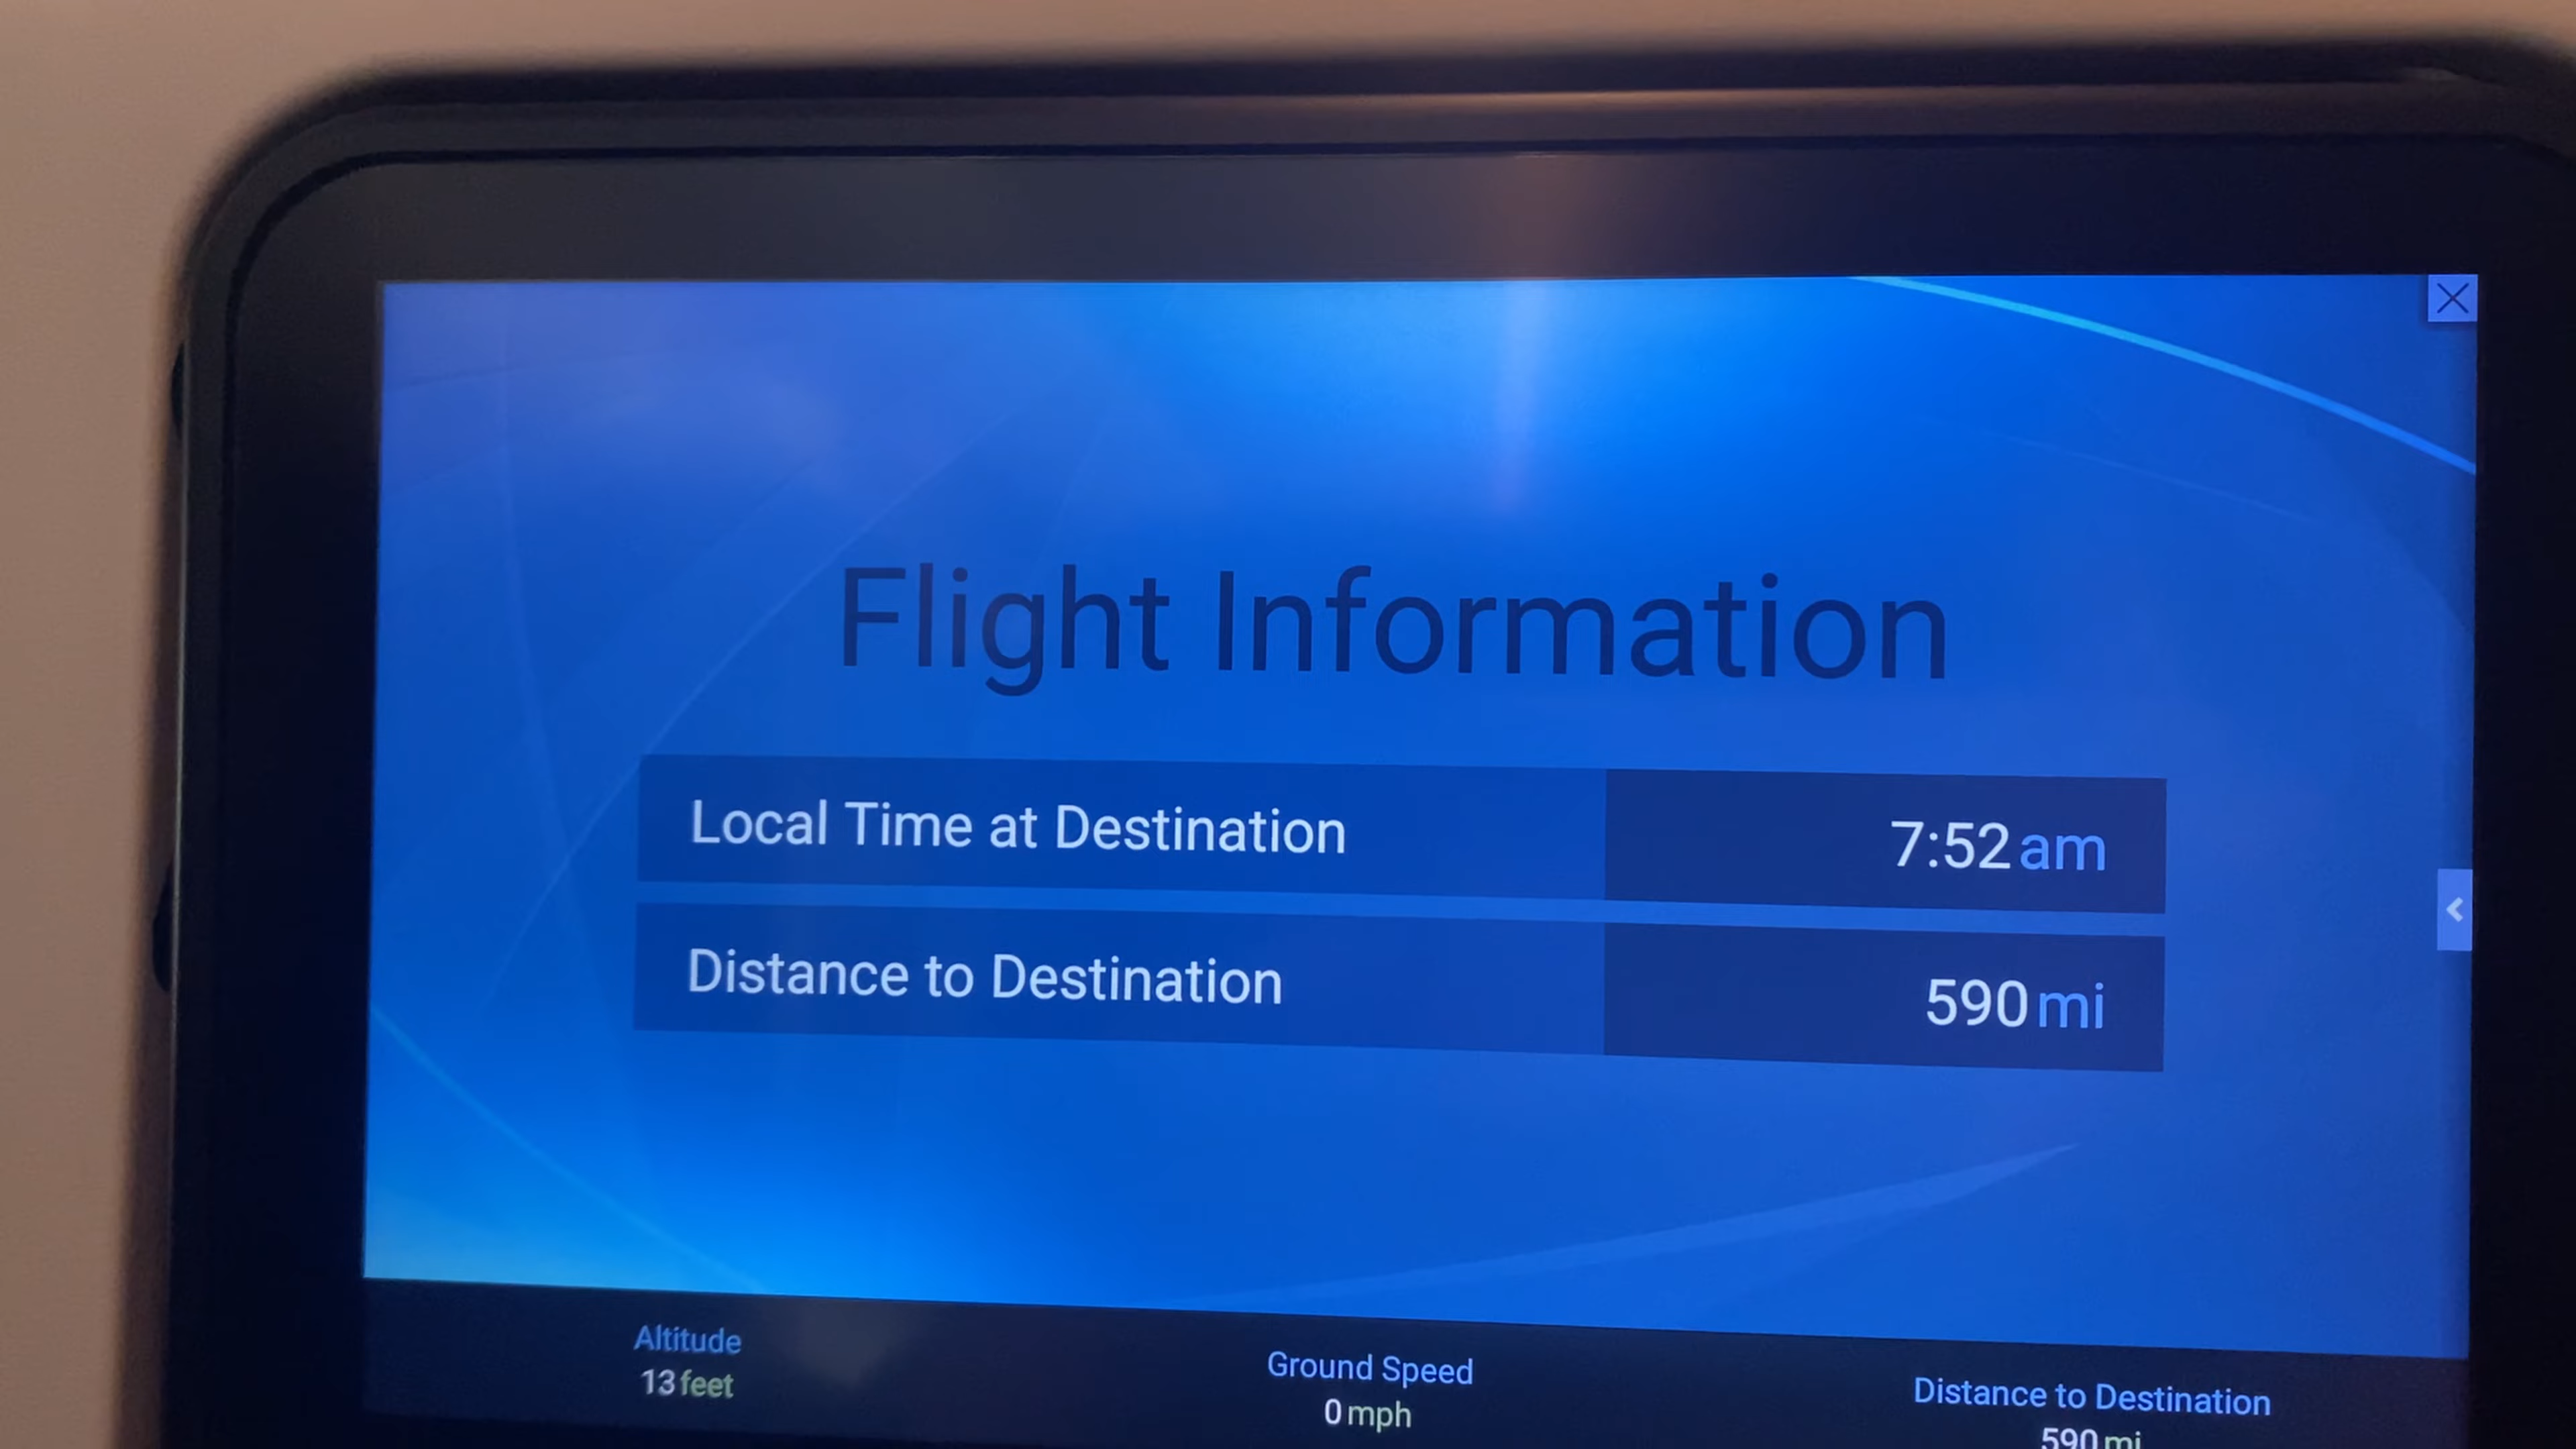 Flight Information
Local Time at Destination 7:52 am
Distance to Destination 590 mi
Altitude
13 feet
Ground Speed
0 mph
Distance to Destination
590 mi